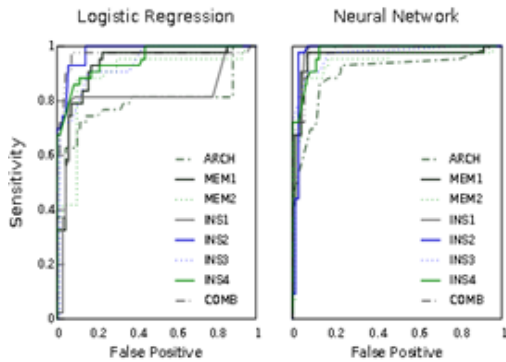 Logistic Regression
Neural Network
Sensitivity
1
0.8
0.6
0.4
0.2
0
ARCH
MEM1
MEM2
INS1
INS2
INS3
INS4
COMB
0 0.2 0.4 0.6 0.8 1
False Positive
ARCH
MEM1
MEM2
INS1
INS2
INS3
INS4
COMB
0 0.2 0.4 0.6 0.8 1
False Positive